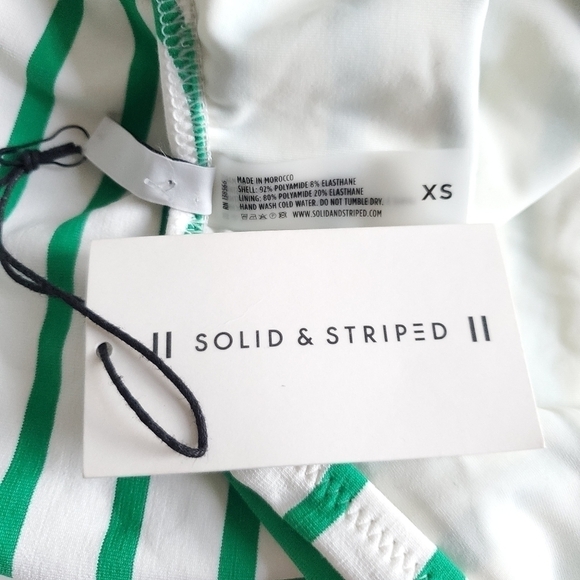 MADE IN MOROCCO
SHELL: 92% POLYAMIDE 8% ELASTHANE
LINING: 80% POLYAMIDE 20% ELASTHANE
HAND WASH COLD WATER: DO NOT TUMBLE DRY.
WWW.SOLIDANDSTRIPED.COM
XS
|| SOLID & STRIPED ||